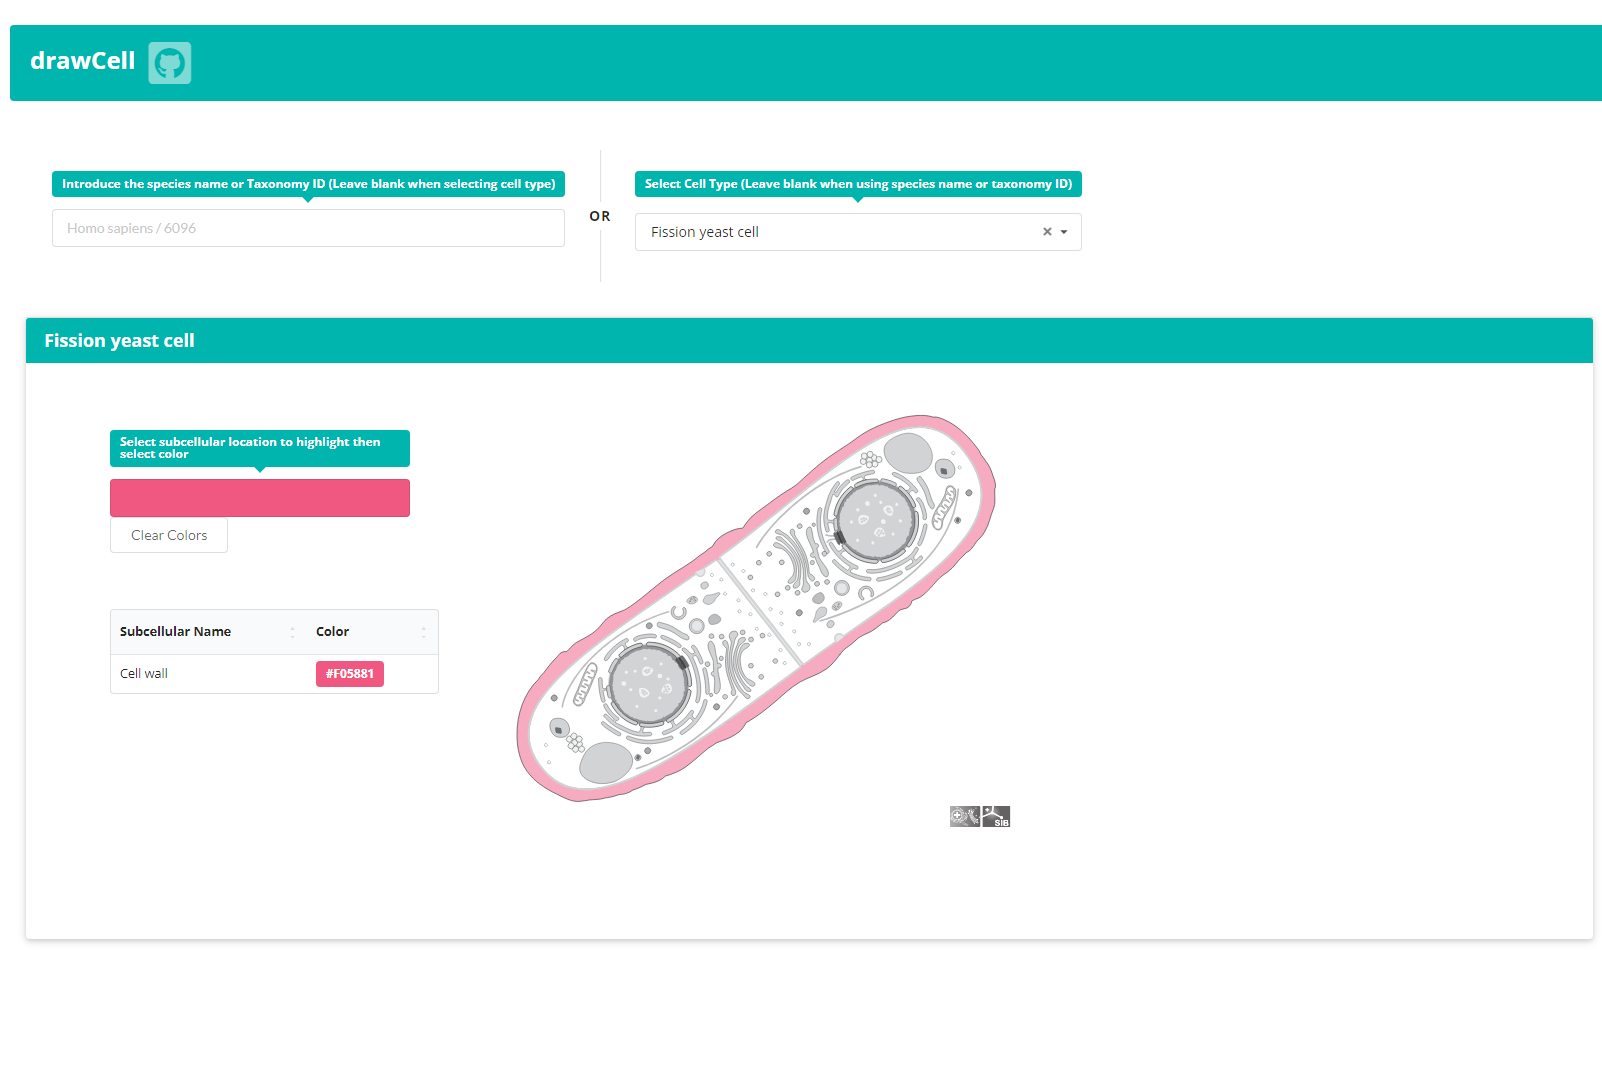 drawCell
Introduce the species name or Taxonomy ID (Leave blank when selecting cell type)
Homo sapiens / 6096
OR
Select Cell Type (Leave blank when using species name or taxonomy ID)
Fission yeast cell
Fission yeast cell
Select subcellular location to highlight then
select color
Clear Colors
Subcellular Name Color
Cell wall #F05881
SIB